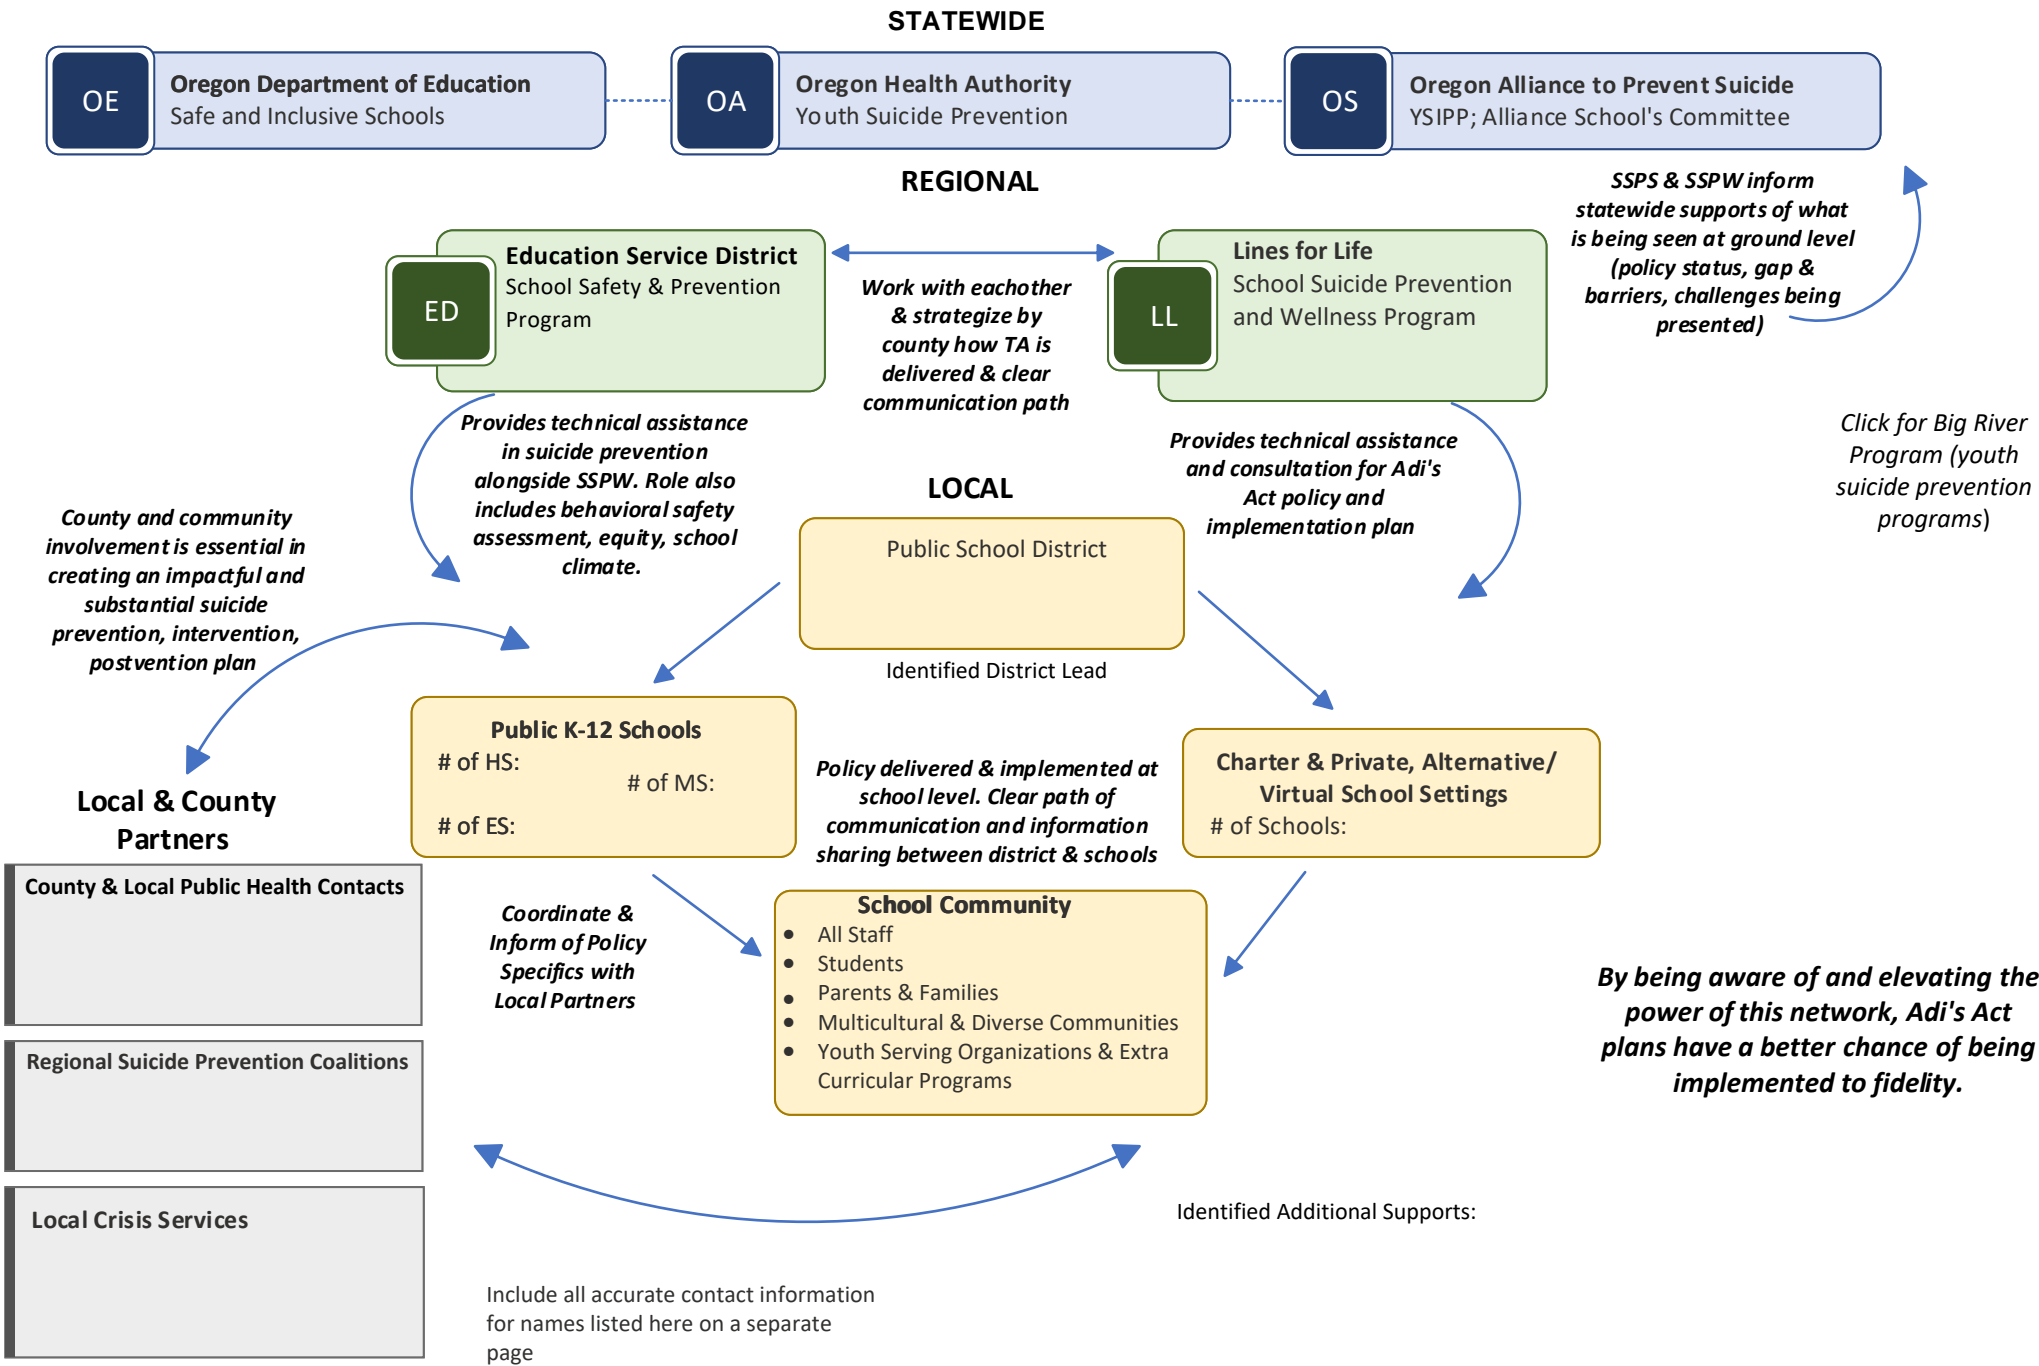 STATEWIDE
OE
Oregon Department of Education
Safe and Inclusive Schools
OA
Oregon Health Authority
Youth Suicide Prevention
OS
Oregon Alliance to Prevent Suicide
YSIPP; Alliance School's Committee
REGIONAL
SSPS & SSPW inform
statewide supports of what
is being seen at ground level
(policy status, gap &
barriers, challenges being
presented)
ED
Education Service District
School Safety & Prevention
Program
Work with eachother
& strategize by
county how TA is
delivered & clear
communication path
LL
Lines for Life
School Suicide Prevention
and Wellness Program
Provides technical assistance
in suicide prevention
alongside SSPW. Role also
includes behavioral safety
assessment, equity, school
climate.
Provides technical assistance
and consultation for Adi's
Act policy and
implementation plan
Click for Big River
Program (youth
suicide prevention
programs)
LOCAL
County and community
involvement is essential in
creating an impactful and
substantial suicide
prevention, intervention,
postvention plan
Public School District
Identified District Lead
Public K-12 Schools
# of HS:
# of MS:
# of ES:
Policy delivered & implemented at
school level. Clear path of
communication and information
sharing between district & schools
Charter & Private, Alternative/
Virtual School Settings
# of Schools:
Local & County
Partners
County & Local Public Health Contacts
Regional Suicide Prevention Coalitions
Local Crisis Services
Coordinate &
Inform of Policy
Specifics with
Local Partners
School Community
• All Staff
• Students
• Parents & Families
• Multicultural & Diverse Communities
• Youth Serving Organizations & Extra
Curricular Programs
By being aware of and elevating the
power of this network, Adi's Act
plans have a better chance of being
implemented to fidelity.
Identified Additional Supports:
Include all accurate contact information
for names listed here on a separate
page